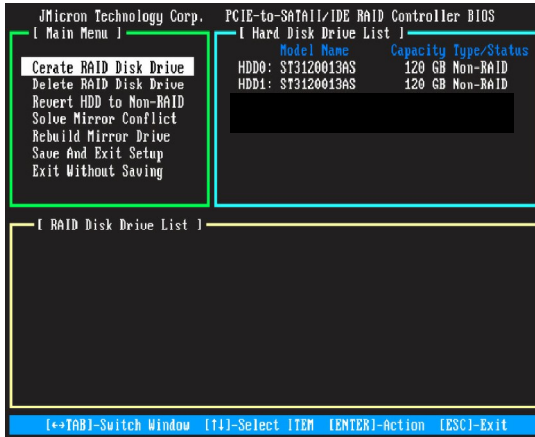 JMicron Technology Corp. PCIE-to-SATAII/IDE RAID Controller BIOS
[ Main Menu ]
Cerate RAID Disk Drive
Delete RAID Disk Drive
Revert HDD to Non-RAID
Solve Mirror Conflict
Rebuild Mirror Drive
Save And Exit Setup
Exit Without Saving
[ Hard Disk Drive List ]
Model Name Capacity Type/Status
HDD0: ST3120013AS 120 GB Non-RAID
HDD1: ST3120013AS 120 GB Non-RAID
[ RAID Disk Drive List ]
[↔TAB]-Switch Window [↑↓]-Select ITEM [ENTER]-Action [ESC]-Exit